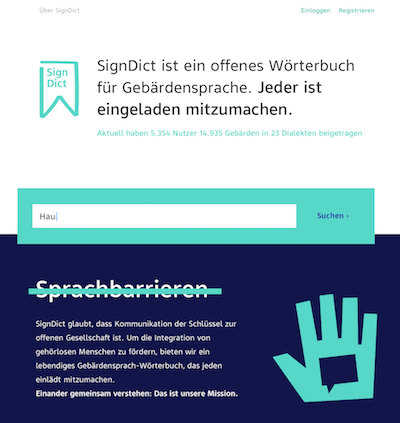 Über SignDict
Einloggen Registrieren
Sign
Dict
SignDict ist ein offenes Wörterbuch
für Gebärdensprache. Jeder ist
eingeladen mitzumachen.
Aktuell haben 5.354 Nutzer 14.935 Gebärden in 23 Dialekten beigetragen
Hau
Suchen ›
Sprachbarrieren
SignDict glaubt, dass Kommunikation der Schlüssel zur
offenen Gesellschaft ist. Um die Integration von
gehörlosen Menschen zu fördern, bieten wir ein
lebendiges Gebärdensprach-Wörterbuch, das jeden
einlädt mitzumachen.
Einander gemeinsam verstehen: Das ist unsere Mission.